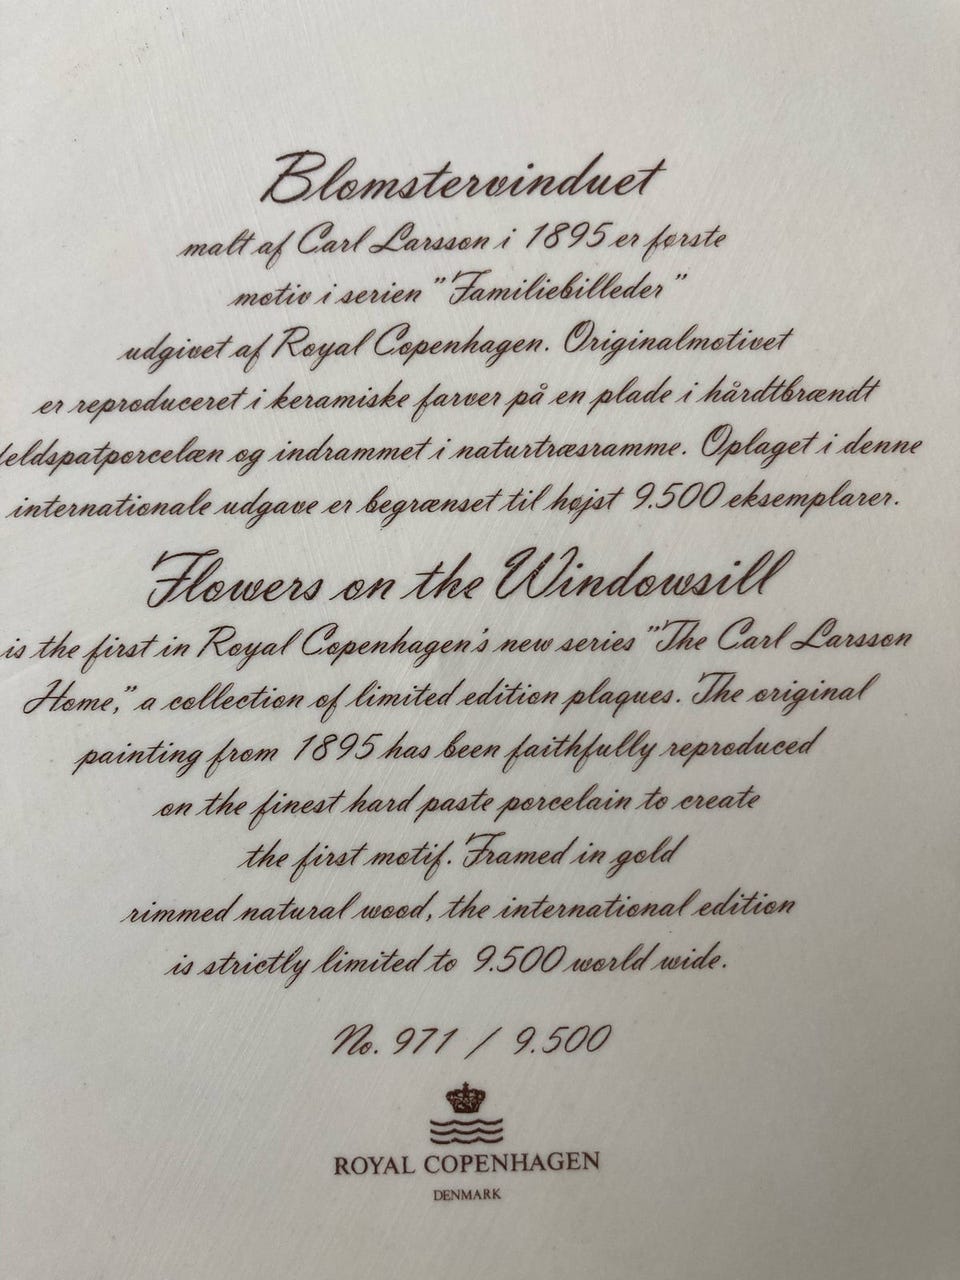 Blomstervinduet
malt af Carl Larsson i 1895 er første
motiv i serien "Familiebilleder"
udgivet af Royal Copenhagen. Originalmotivet
er reproduceret i keramiske farver på en plade i hårdtbrændt
feldspatporcelæn og indrammet i naturtræsramme. Oplaget i denne
internationale udgave er begrænset til højst 9.500 eksemplarer.
Flowers on the Windowsill
is the first in Royal Copenhagen's new series "The Carl Larsson
Home," a collection of limited edition plaques. The original
painting from 1895 has been faithfully reproduced
on the finest hard paste porcelain to create
the first motif. Framed in gold
rimmed natural wood, the international edition
is strictly limited to 9.500 world wide.
No. 971 / 9.500
ROYAL COPENHAGEN
DENMARK